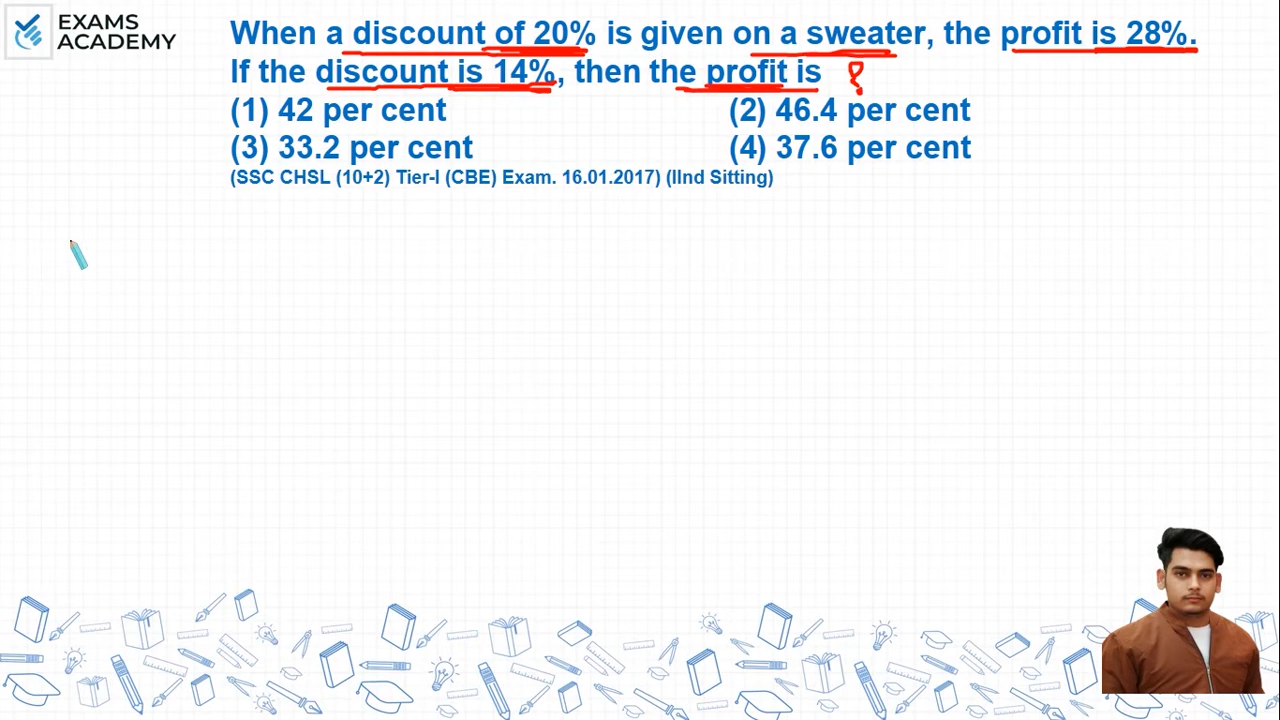 EXAMS
ACADEMY
When a discount of 20% is given on a sweater, the profit is 28%.
If the discount is 14%, then the profit is ?
(1) 42 per cent (2) 46.4 per cent
(3) 33.2 per cent (4) 37.6 per cent
(SSC CHSL (10+2) Tier-I (CBE) Exam. 16.01.2017) (IInd Sitting)